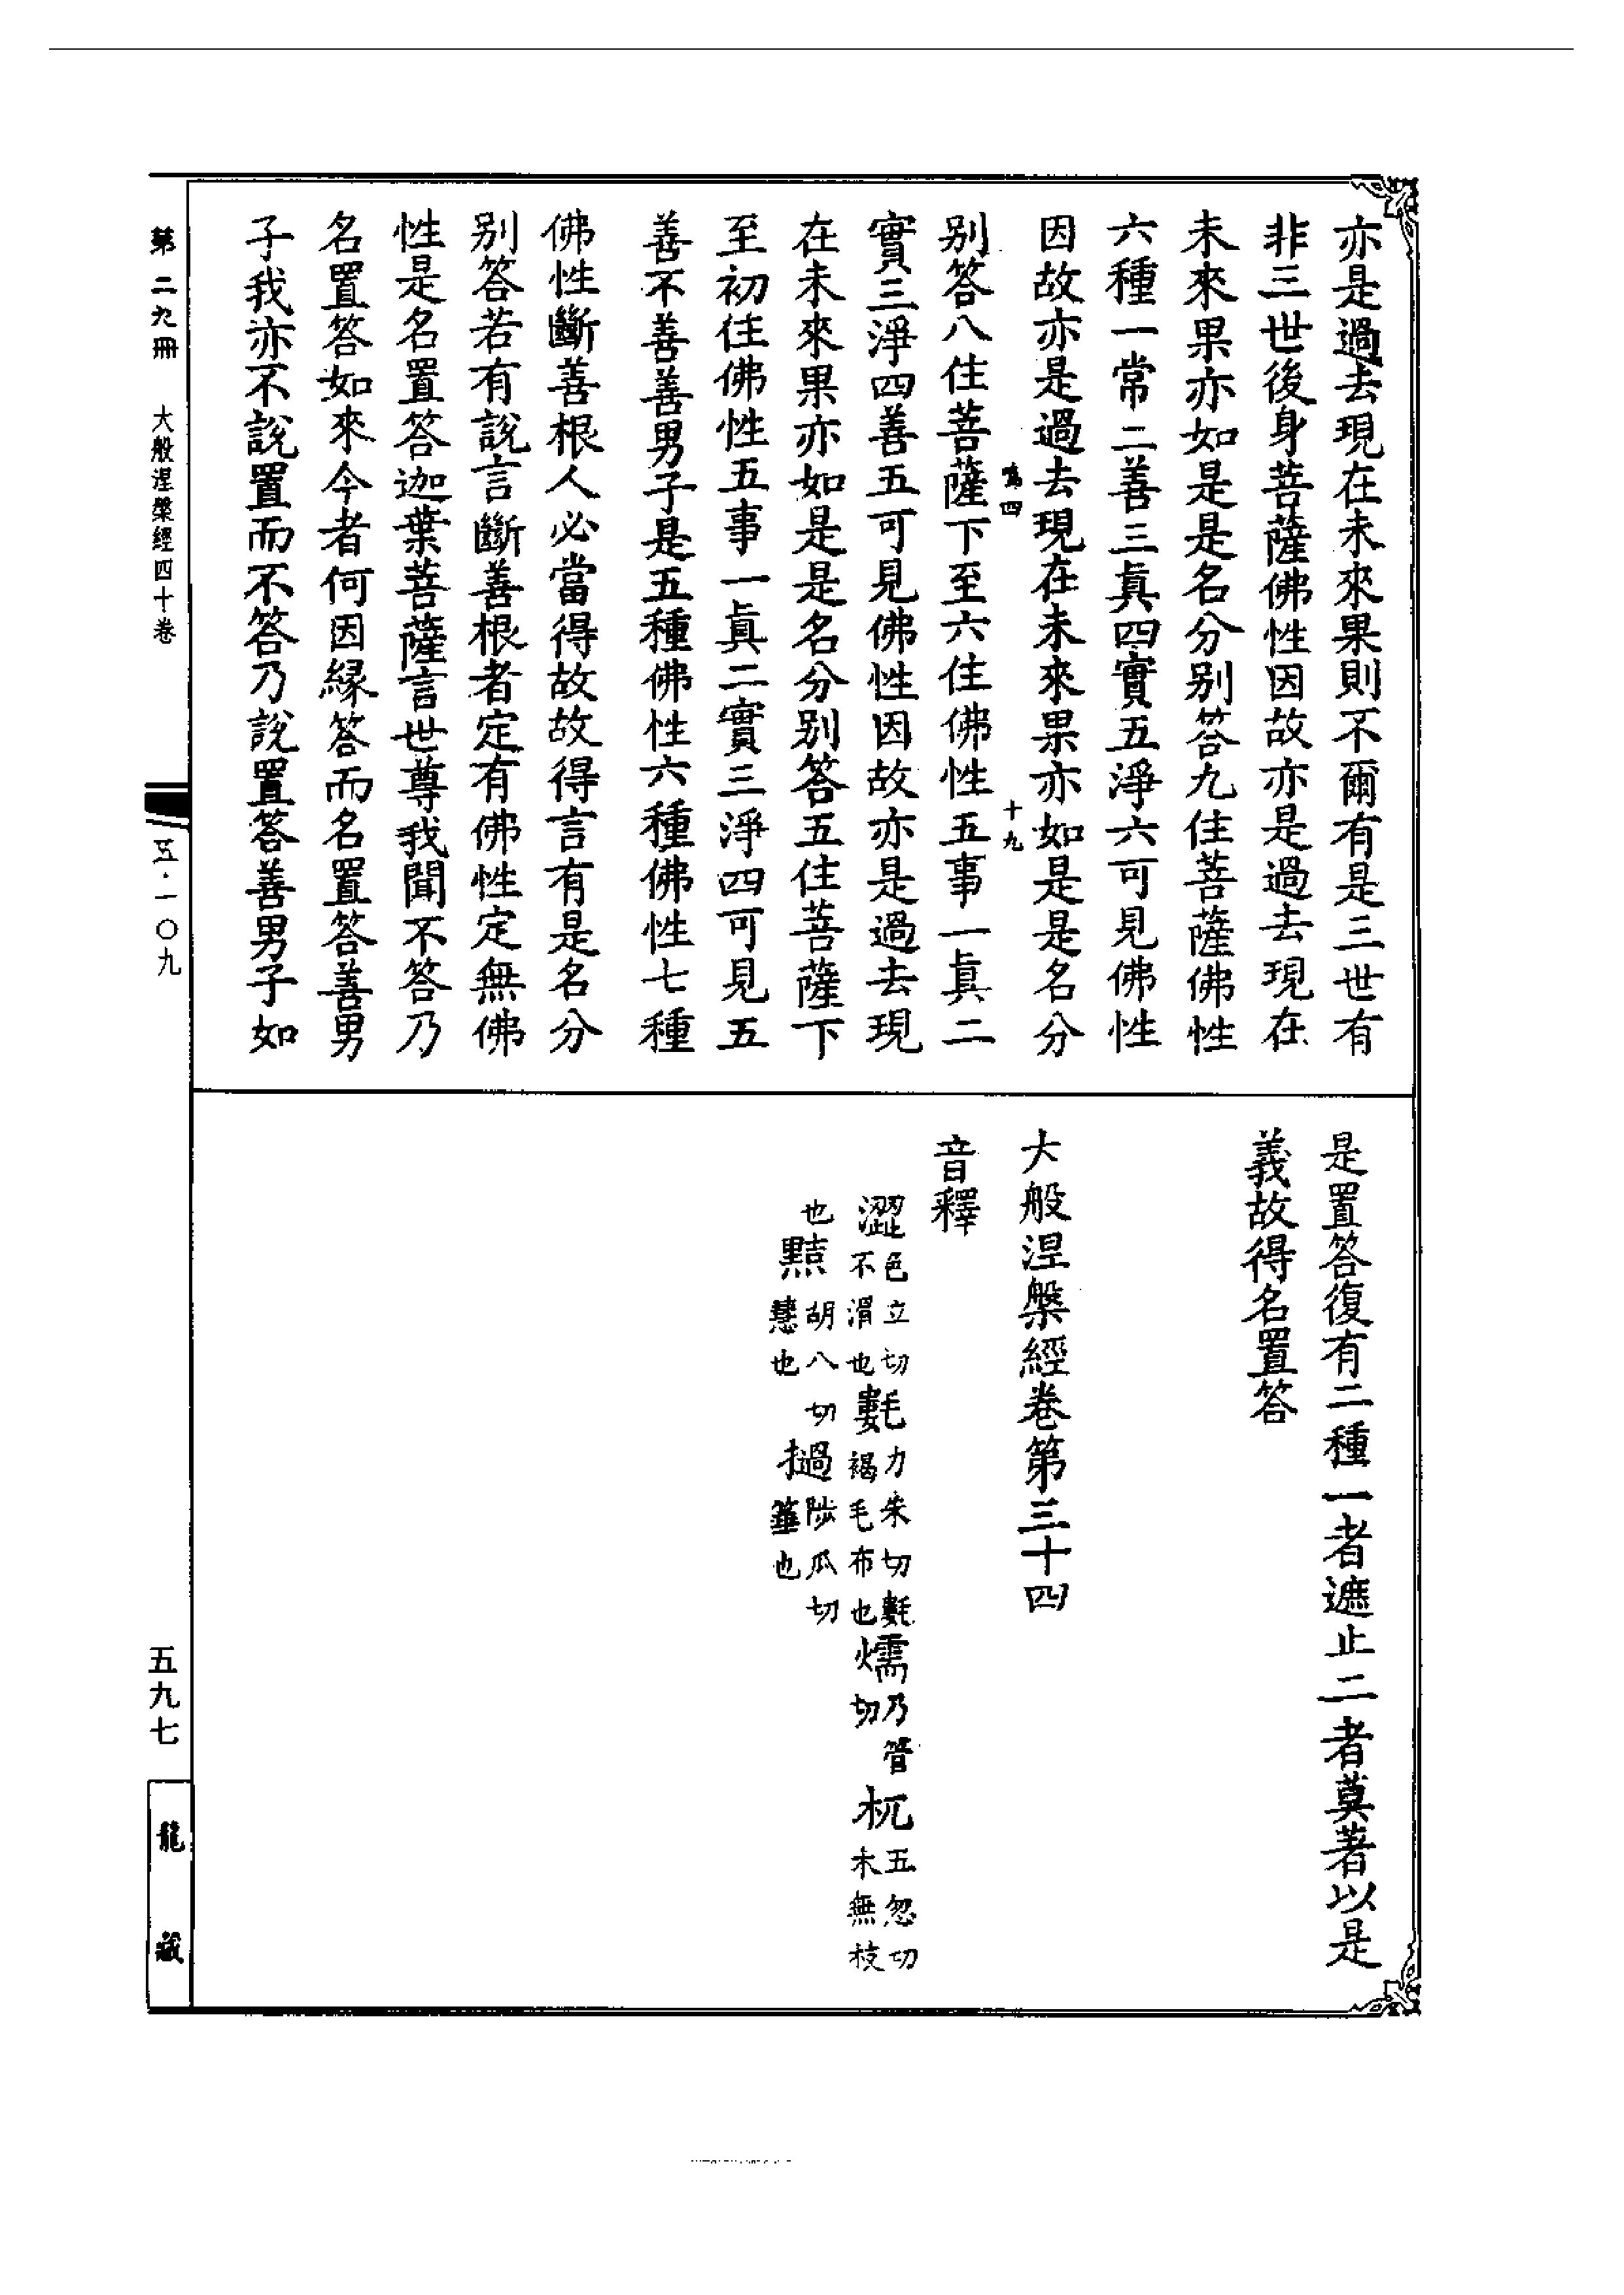 亦是過去現在未來果則不爾有是三世有
非三世後身菩薩佛性因故亦是過去現在
未來果亦如是是名分别答九住菩薩佛性
六種一常二善三真四實五淨六可見佛性
因故亦是過去現在未來果亦如是是名分
鳴四 十九
别答八住菩薩下至六住佛性五事一真二
實三淨四善五可見佛性因故亦是過去現
在未來果亦如是是名分别答五住菩薩下
至初住佛性五事一真二實三淨四可見五
善不善善男子是五種佛性六種佛性七種
佛性斷善根人必當得故故得言有是名分
别答若有說言斷善根者定有佛性定無佛
性是名置答迦葉菩薩言世尊我聞不答乃
名置答如來今者何因緣答而名置答善男
子我亦不說置而不答乃說置答善男子如
是置答復有二種一者遮止二者莫著以是
義故得名置答
大般涅槃經卷第三十四
音釋
澀色立切不滑也氀力朱切氀褐毛布也㬉乃管切杌五忽切木無枝
也黠胡八切慧也撾陟瓜切箠也
第二九冊 大般涅槃經四十卷 五·一〇九 五九七 龍藏